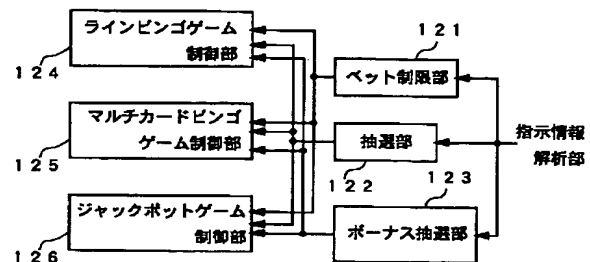 ラインビンゴゲーム
制御部
124
マルチカードビンゴ
ゲーム制御部
125
ジャックポットゲーム
制御部
126
121
ベット制限部
抽選部
122
123
ボーナス抽選部
指示情報
解析部